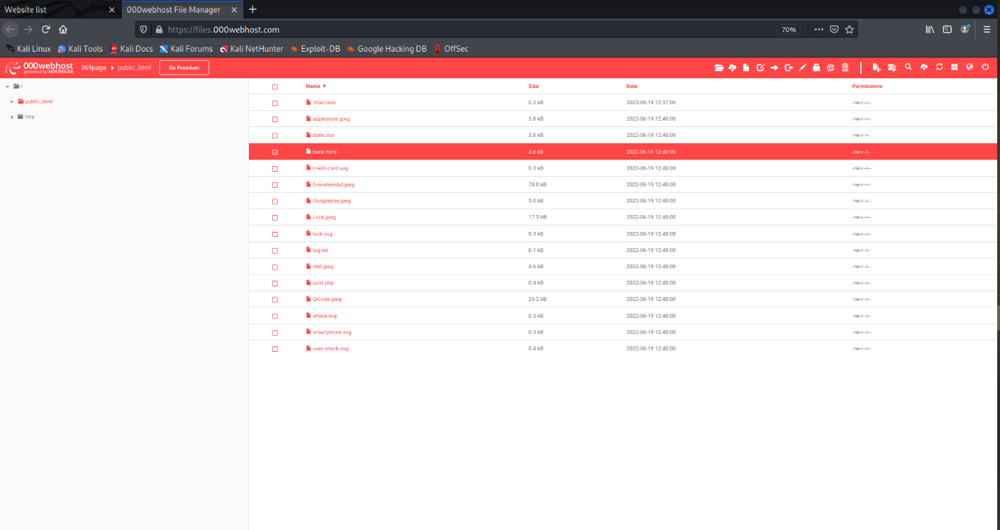 Website list
000webhost File Manager
https://files.000webhost.com
70%
Kali Linux Kali Tools Kali Docs Kali Forums Kali NetHunter Exploit-DB Google Hacking DB OffSec
000webhost
powered by HOSTINGER
369page > public_html Go Premium
/
public_html
tmp
Name Size Date Permissions
.htaccess 0.2 kB 2022-06-19 12:37:00 -rw-r--r--
applestore.jpeg 5.8 kB 2022-06-19 12:40:00 -rw-r--r--
bank.css 3.6 kB 2022-06-19 12:40:00 -rw-r--r--
bank.html 3.6 kB 2022-06-19 12:40:00 -rw-r--r--
credit-card.svg 0.3 kB 2022-06-19 12:40:00 -rw-r--r--
Emiratesnbd.jpeg 78.0 kB 2022-06-19 12:40:00 -rw-r--r--
Googleplay.jpeg 5.0 kB 2022-06-19 12:40:00 -rw-r--r--
Lock.jpeg 17.5 kB 2022-06-19 12:40:00 -rw-r--r--
lock.svg 0.3 kB 2022-06-19 12:40:00 -rw-r--r--
log.txt 0.1 kB 2022-06-19 12:40:00 -rw-r--r--
nbd.jpeg 4.6 kB 2022-06-19 12:40:00 -rw-r--r--
post.php 0.4 kB 2022-06-19 12:40:00 -rw-r--r--
Qrcode.jpeg 26.2 kB 2022-06-19 12:40:00 -rw-r--r--
shield.svg 0.3 kB 2022-06-19 12:40:00 -rw-r--r--
smartphone.svg 0.3 kB 2022-06-19 12:40:00 -rw-r--r--
user-check.svg 0.4 kB 2022-06-19 12:40:00 -rw-r--r--